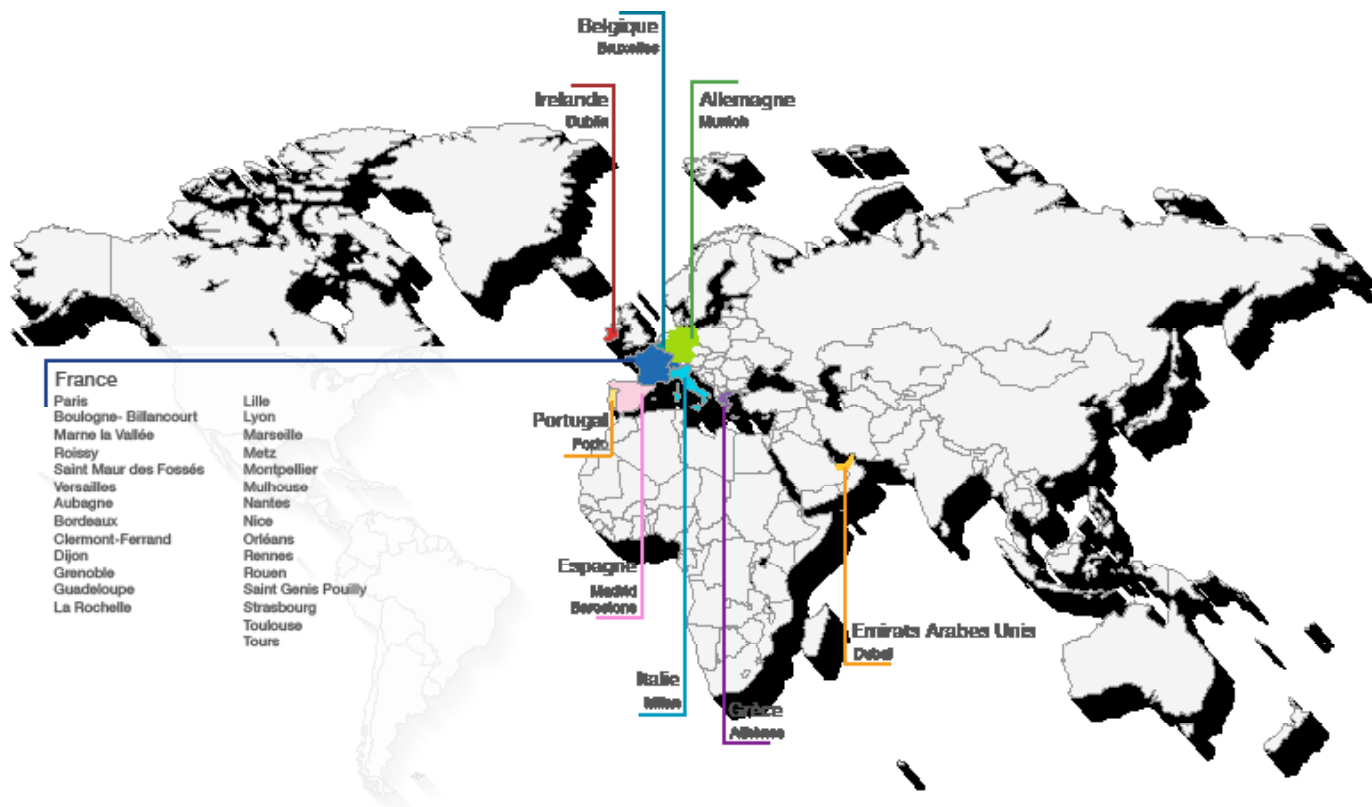 Belgique
Bruxelles
Irelande
Dublin
Allemagne
Munich
France
Paris
Boulogne- Billancourt
Marne la Vallée
Roissy
Saint Maur des Fossés
Versailles
Aubagne
Bordeaux
Clermont-Ferrand
Dijon
Grenoble
Guadeloupe
La Rochelle
Lille
Lyon
Marseille
Metz
Montpellier
Mulhouse
Nantes
Nice
Orléans
Rennes
Rouen
Saint Genis Pouilly
Strasbourg
Toulouse
Tours
Portugal
Porto
Espagne
Madrid
Barcelone
Emirats Arabes Unis
Dubaï
Italie
Milan
Grèce
Athènes